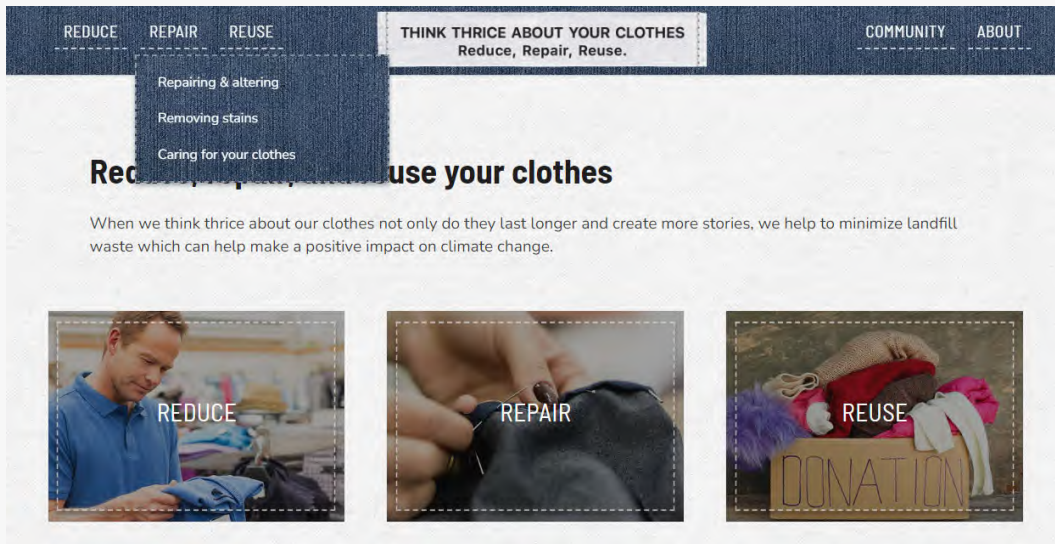 REDUCE REPAIR REUSE
THINK THRICE ABOUT YOUR CLOTHES
Reduce, Repair, Reuse.
COMMUNITY ABOUT
Repairing & altering
Removing stains
Caring for your clothes
your clothes
When we think thrice about our clothes not only do they last longer and create more stories, we help to minimize landfill
waste which can help make a positive impact on climate change.
REDUCE
REPAIR
REUSE
DONATION